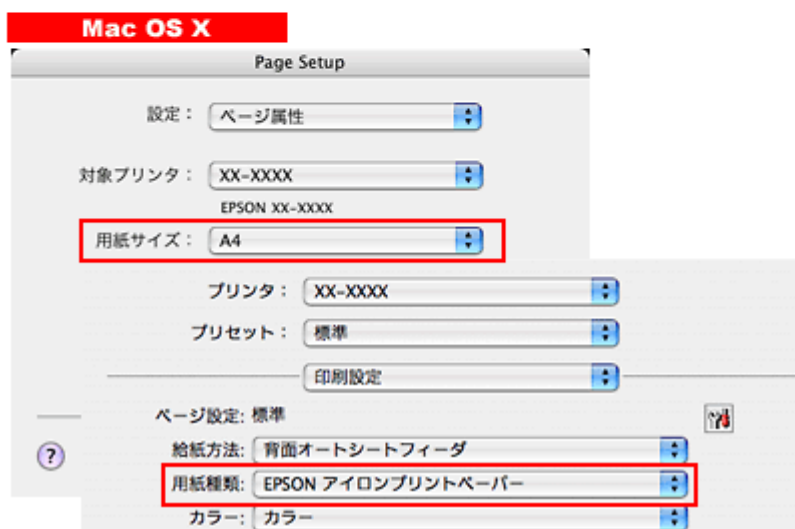 Mac OS X
Page Setup
設定： ページ属性
対象プリンタ： XX-XXXX
EPSON XX-XXXX
用紙サイズ： A4
プリンタ： XX-XXXX
プリセット： 標準
印刷設定
ページ設定: 標準
給紙方法: 背面オートシートフィーダ
?
用紙種類: EPSON アイロンプリントペーパー
カラー: カラー